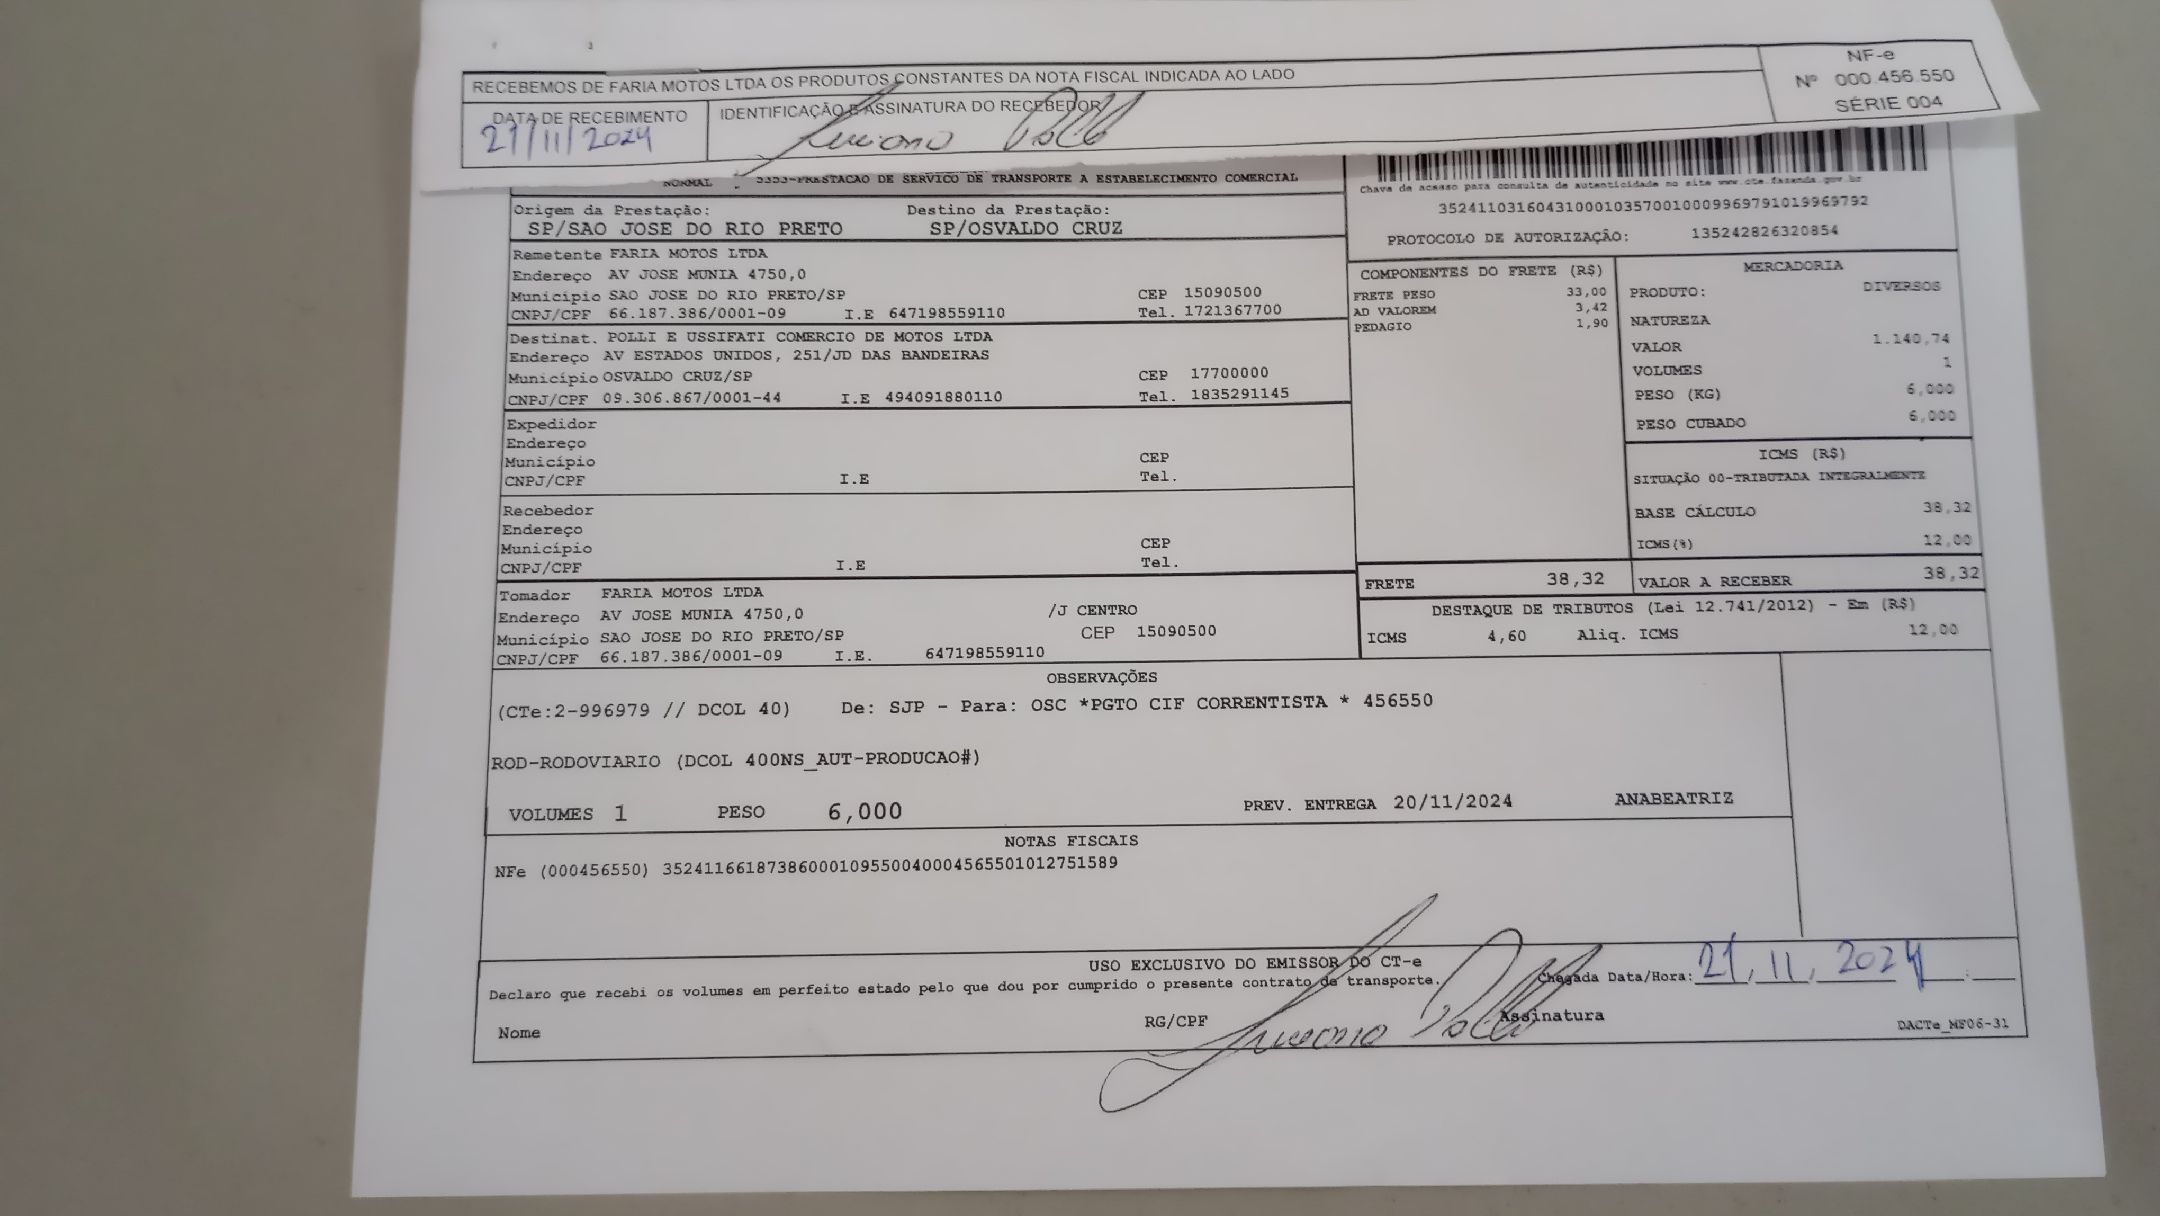 RECEBEMOS DE FARIA MOTOS LTDA OS PRODUTOS CONSTANTES DA NOTA FISCAL INDICADA AO LADO
NF-e
Nº 000.456.550
SÉRIE 004
DATA DE RECEBIMENTO
21/11/2024
IDENTIFICAÇÃO E ASSINATURA DO RECEBEDOR
NORMAL
PRESTACAO DE SERVICO DE TRANSPORTE A ESTABELECIMENTO COMERCIAL
Chave de acesso para consulta de autenticidade no site www.cte.fazenda.gov.br
35241103160431000103570010009969791019969792
PROTOCOLO DE AUTORIZAÇÃO: 135242826320854
Origem da Prestação: Destino da Prestação:
SP/SAO JOSE DO RIO PRETO SP/OSVALDO CRUZ
Remetente FARIA MOTOS LTDA
Endereço AV JOSE MUNIA 4750,0
Município SAO JOSE DO RIO PRETO/SP CEP 15090500
CNPJ/CPF 66.187.386/0001-09 I.E 647198559110 Tel. 1721367700
Destinat. POLLI E USSIFATI COMERCIO DE MOTOS LTDA
Endereço AV ESTADOS UNIDOS, 251/JD DAS BANDEIRAS
Município OSVALDO CRUZ/SP CEP 17700000
CNPJ/CPF 09.306.867/0001-44 I.E 494091880110 Tel. 1835291145
Expedidor
Endereço
Município CEP
CNPJ/CPF I.E Tel.
Recebedor
Endereço
Município CEP
CNPJ/CPF I.E Tel.
Tomador FARIA MOTOS LTDA
Endereço AV JOSE MUNIA 4750,0 /J CENTRO
Município SAO JOSE DO RIO PRETO/SP CEP 15090500
CNPJ/CPF 66.187.386/0001-09 I.E. 647198559110
COMPONENTES DO FRETE (R$)
FRETE PESO 33,00
AD VALOREM 3,42
PEDAGIO 1,90
MERCADORIA
PRODUTO: DIVERSOS
NATUREZA
VALOR 1.140,74
VOLUMES 1
PESO (KG) 6,000
PESO CUBADO 6,000
ICMS (R$)
SITUAÇÃO 00-TRIBUTADA INTEGRALMENTE
BASE CÁLCULO 38,32
ICMS(%) 12,00
FRETE 38,32 VALOR A RECEBER 38,32
DESTAQUE DE TRIBUTOS (Lei 12.741/2012) - Em (R$)
ICMS 4,60 Aliq. ICMS 12,00
OBSERVAÇÕES
(CTe:2-996979 // DCOL 40) De: SJP - Para: OSC *PGTO CIF CORRENTISTA * 456550
ROD-RODOVIARIO (DCOL 400NS_AUT-PRODUCAO#)
VOLUMES 1 PESO 6,000 PREV. ENTREGA 20/11/2024 ANABEATRIZ
NOTAS FISCAIS
NFe (000456550) 35241166187386000109550040004565501012751589
USO EXCLUSIVO DO EMISSOR DO CT-e
Declaro que recebi os volumes em perfeito estado pelo que dou por cumprido o presente contrato de transporte.
Chegada Data/Hora: 21, 11, 2024 :
Nome RG/CPF Assinatura
DACTe_MF06-31